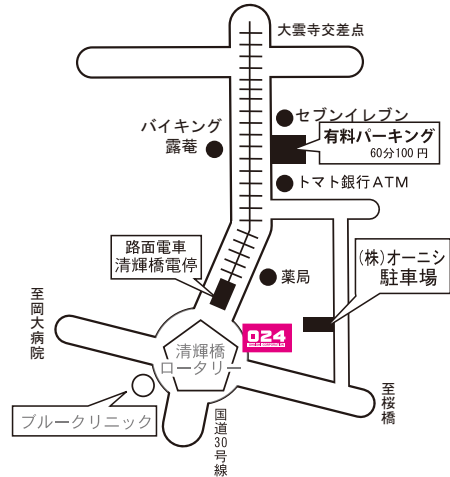 大雲寺交差点
セブンイレブン
バイキング
露菴
有料パーキング
60分100円
トマト銀行ATM
路面電車
清輝橋電停
(株)オーニシ
駐車場
薬局
至岡大病院
024
清輝橋
ロータリー
至桜橋
ブルークリニック
国道30号線